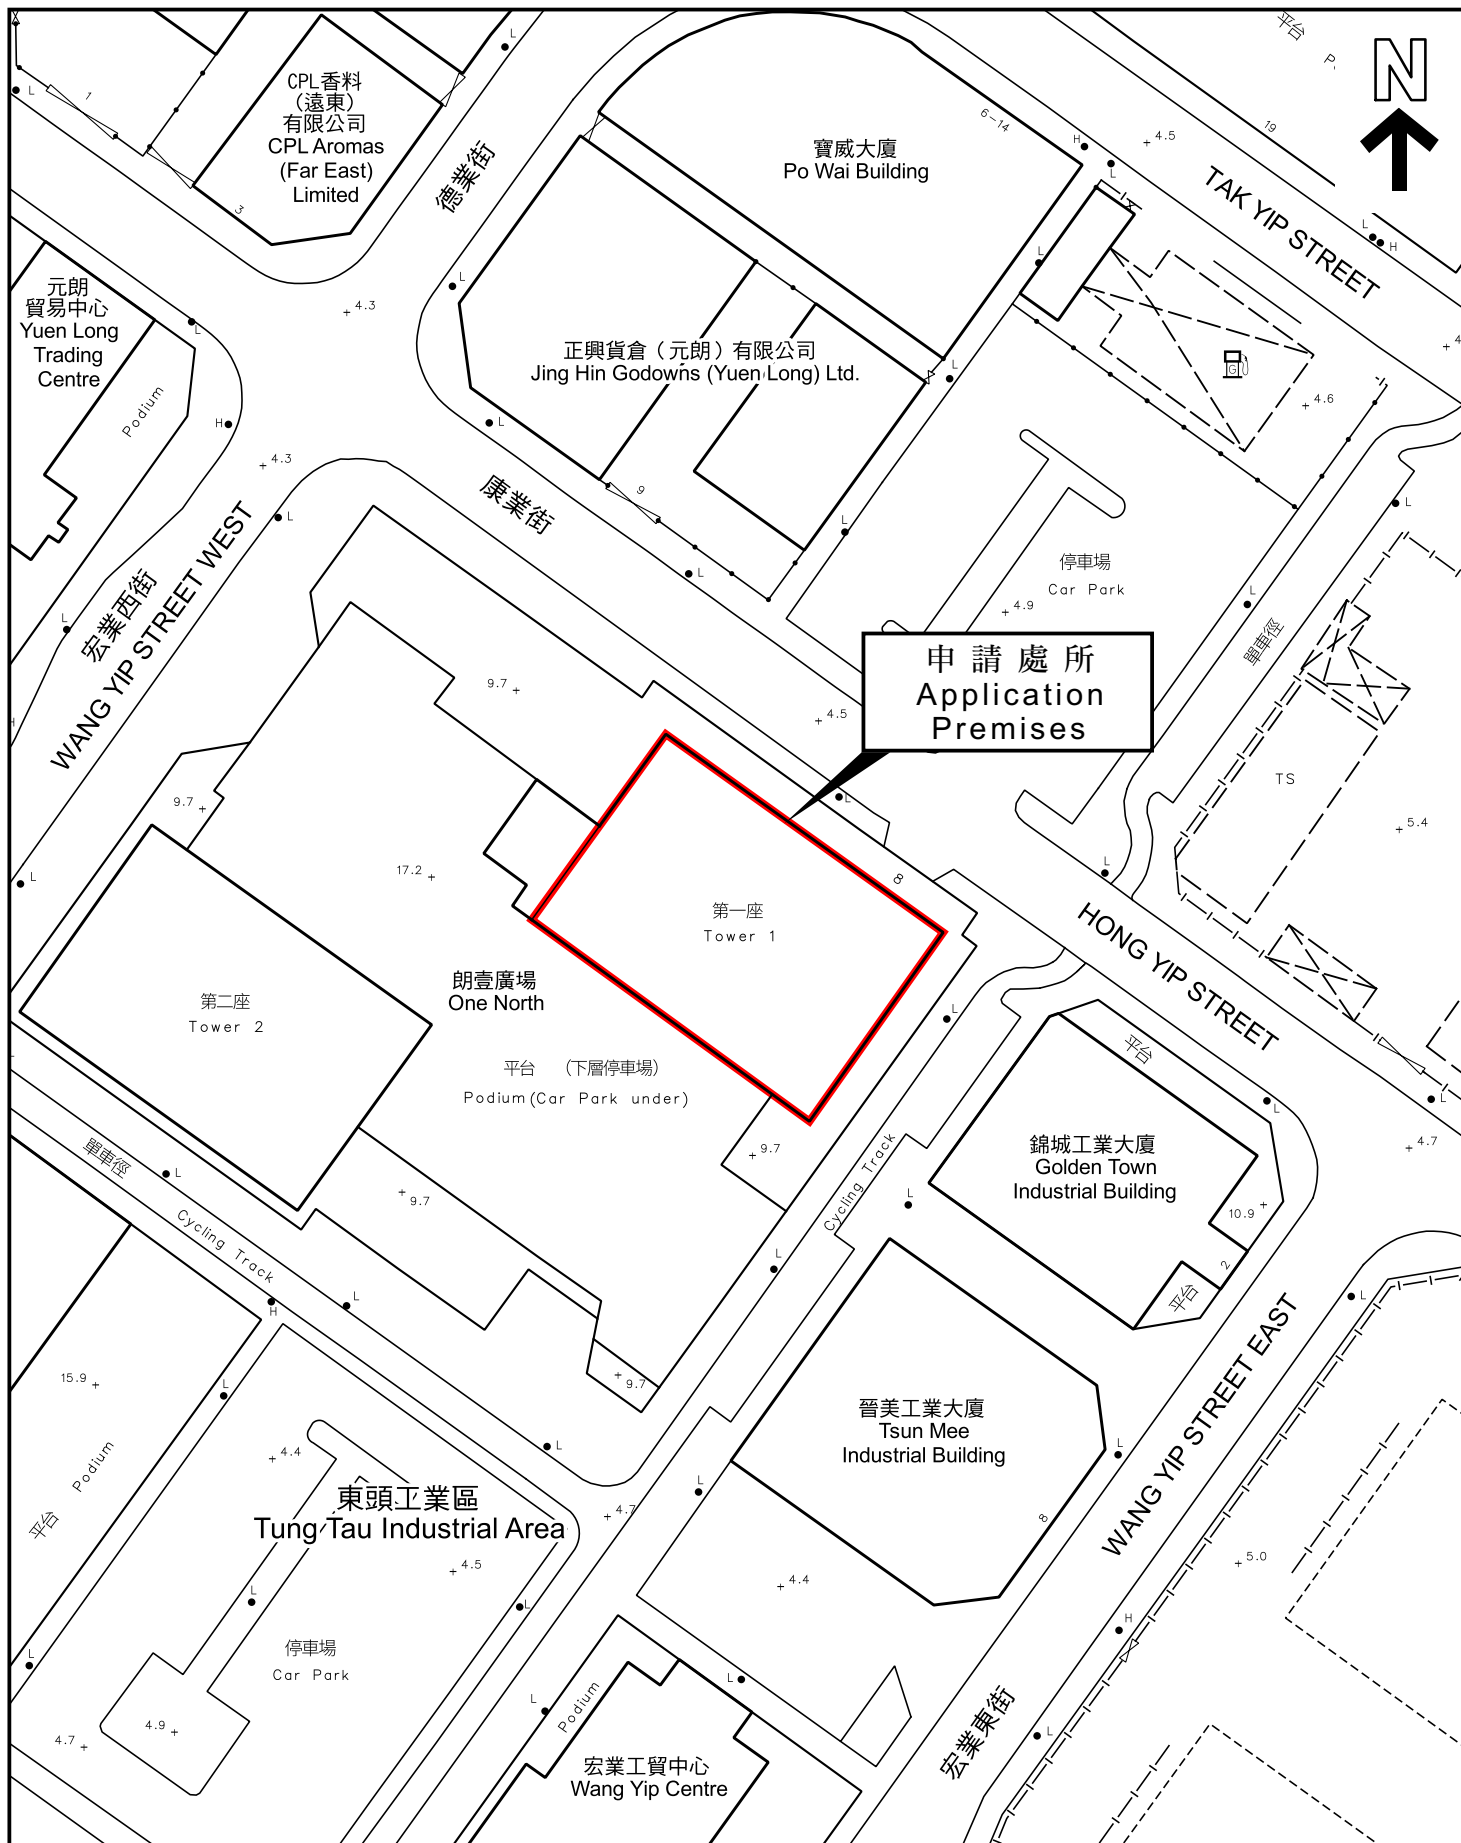 平台
P
N
CPL香料
（遠東）
有限公司
CPL Aromas
(Far East)
Limited
1
3
德業街
寶威大廈
Po Wai Building
6-14
19
4.5
TAK YIP STREET
元朗
貿易中心
Yuen Long
Trading
Centre
Podium
4.3
正興貨倉（元朗）有限公司
Jing Hin Godowns (Yuen Long) Ltd.
G
4.6
4.3
康業街
9
停車場
Car Park
4.9
單車徑
宏業西街
WANG YIP STREET WEST
申請處所
Application
Premises
9.7
4.5
TS
5.4
9.7
17.2
8
第一座
Tower 1
HONG YIP STREET
朗壹廣場
One North
第二座
Tower 2
平台 （下層停車場）
Podium(Car Park under)
平台
錦城工業大廈
Golden Town
Industrial Building
4.7
9.7
9.7
10.9
2
平台
單車徑
Cycling Track
Cycling Track
WANG YIP STREET EAST
15.9
9.7
晉美工業大廈
Tsun Mee
Industrial Building
8
平台
Podium
4.4
東頭工業區
Tung Tau Industrial Area
4.7
4.5
4.4
5.0
停車場
Car Park
4.9
4.7
Podium
宏業工貿中心
Wang Yip Centre
宏業東街